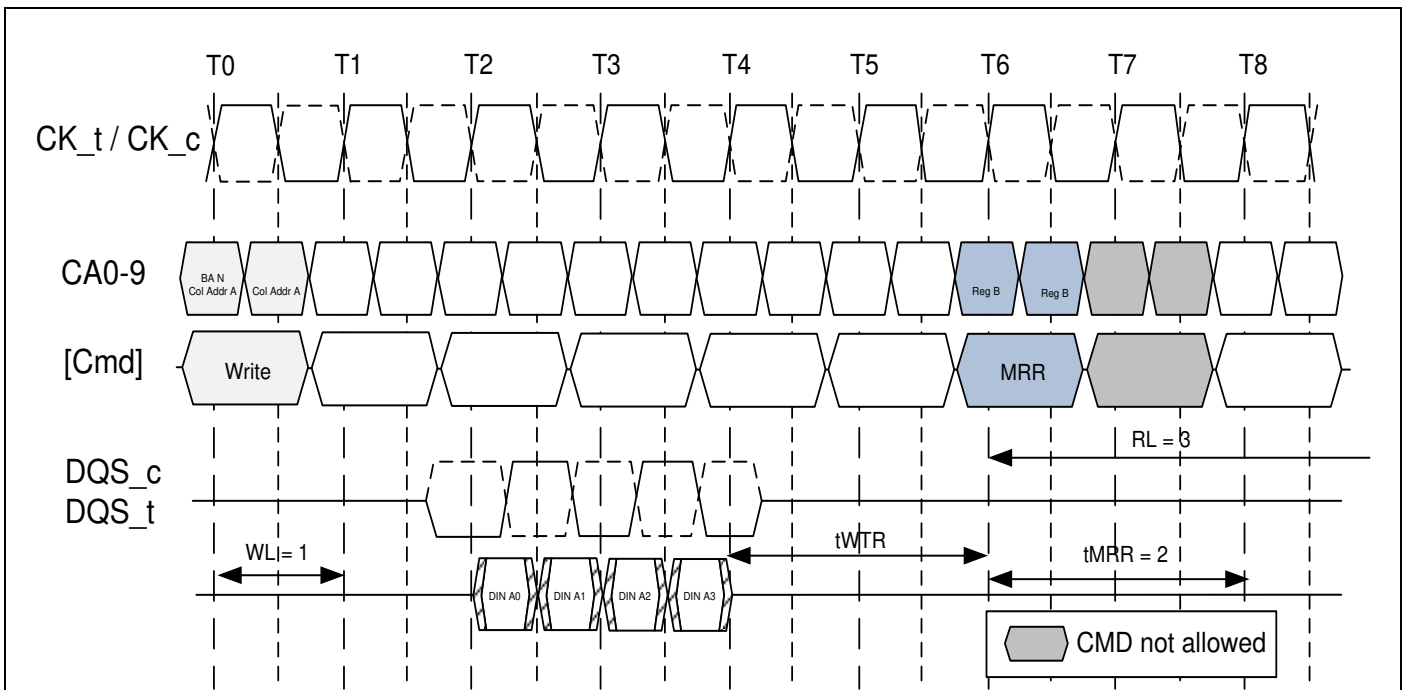 T0 T1 T2 T3 T4 T5 T6 T7 T8
CK_t / CK_c
CA0-9
BA N
Col Addr A
Col Addr A
Reg B
Reg B
[Cmd]
Write
MRR
RL = 3
DQS_c
DQS_t
WL = 1
tWTR
tMRR = 2
DIN A0
DIN A1
DIN A2
DIN A3
CMD not allowed